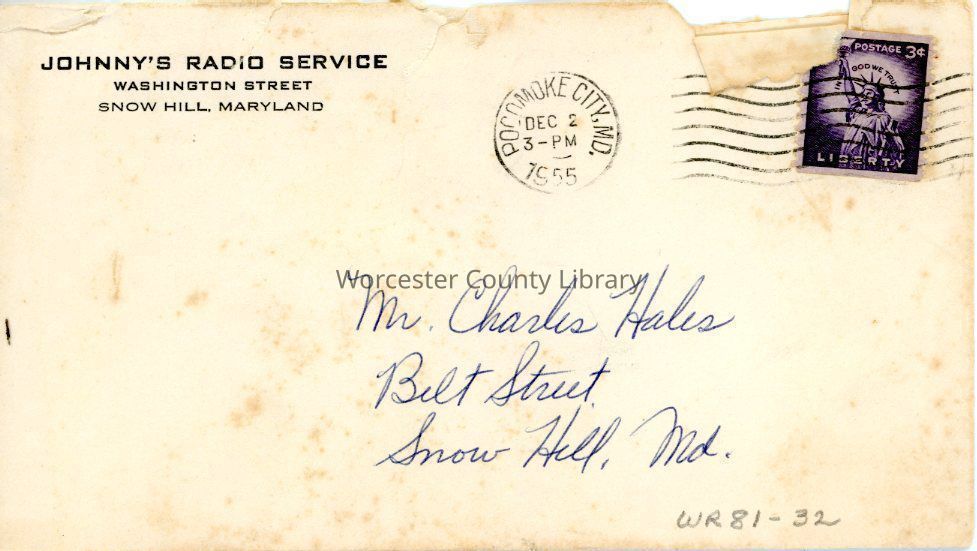 JOHNNY'S RADIO SERVICE
WASHINGTON STREET
SNOW HILL, MARYLAND
POCOMOKE CITY, MD.
DEC 2
3-PM
1955
POSTAGE 3¢
IN GOD WE TRUST
LIBERTY
Worcester County Library
Mr. Charles Hales
Belt Street
Snow Hill, Md.
WR81-32